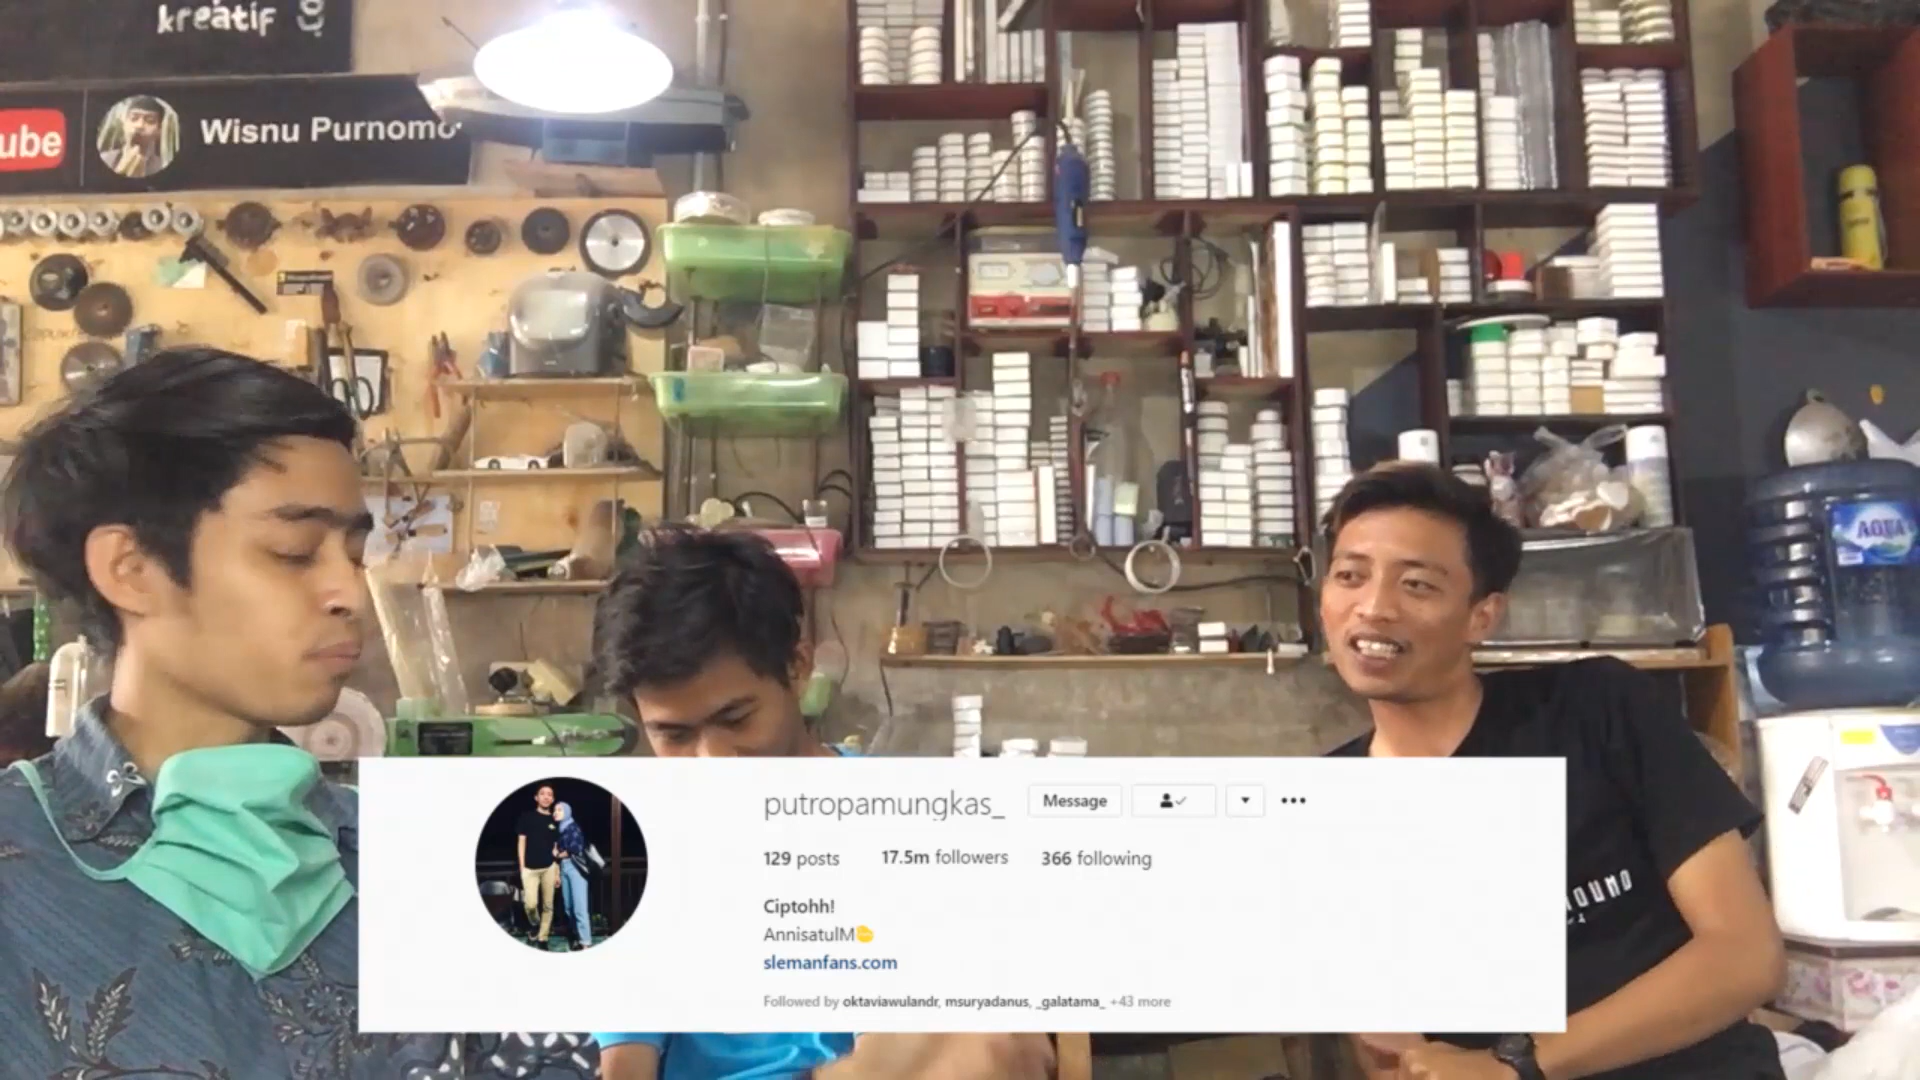 kreatif
ube
Wisnu Purnomo
AQUA
putropamungkas_
Message
129 posts 17.5m followers 366 following
Ciptohh!
AnnisatulM
slemanfans.com
Followed by oktaviawulandr, msuryadanus, _galatama_ +43 more